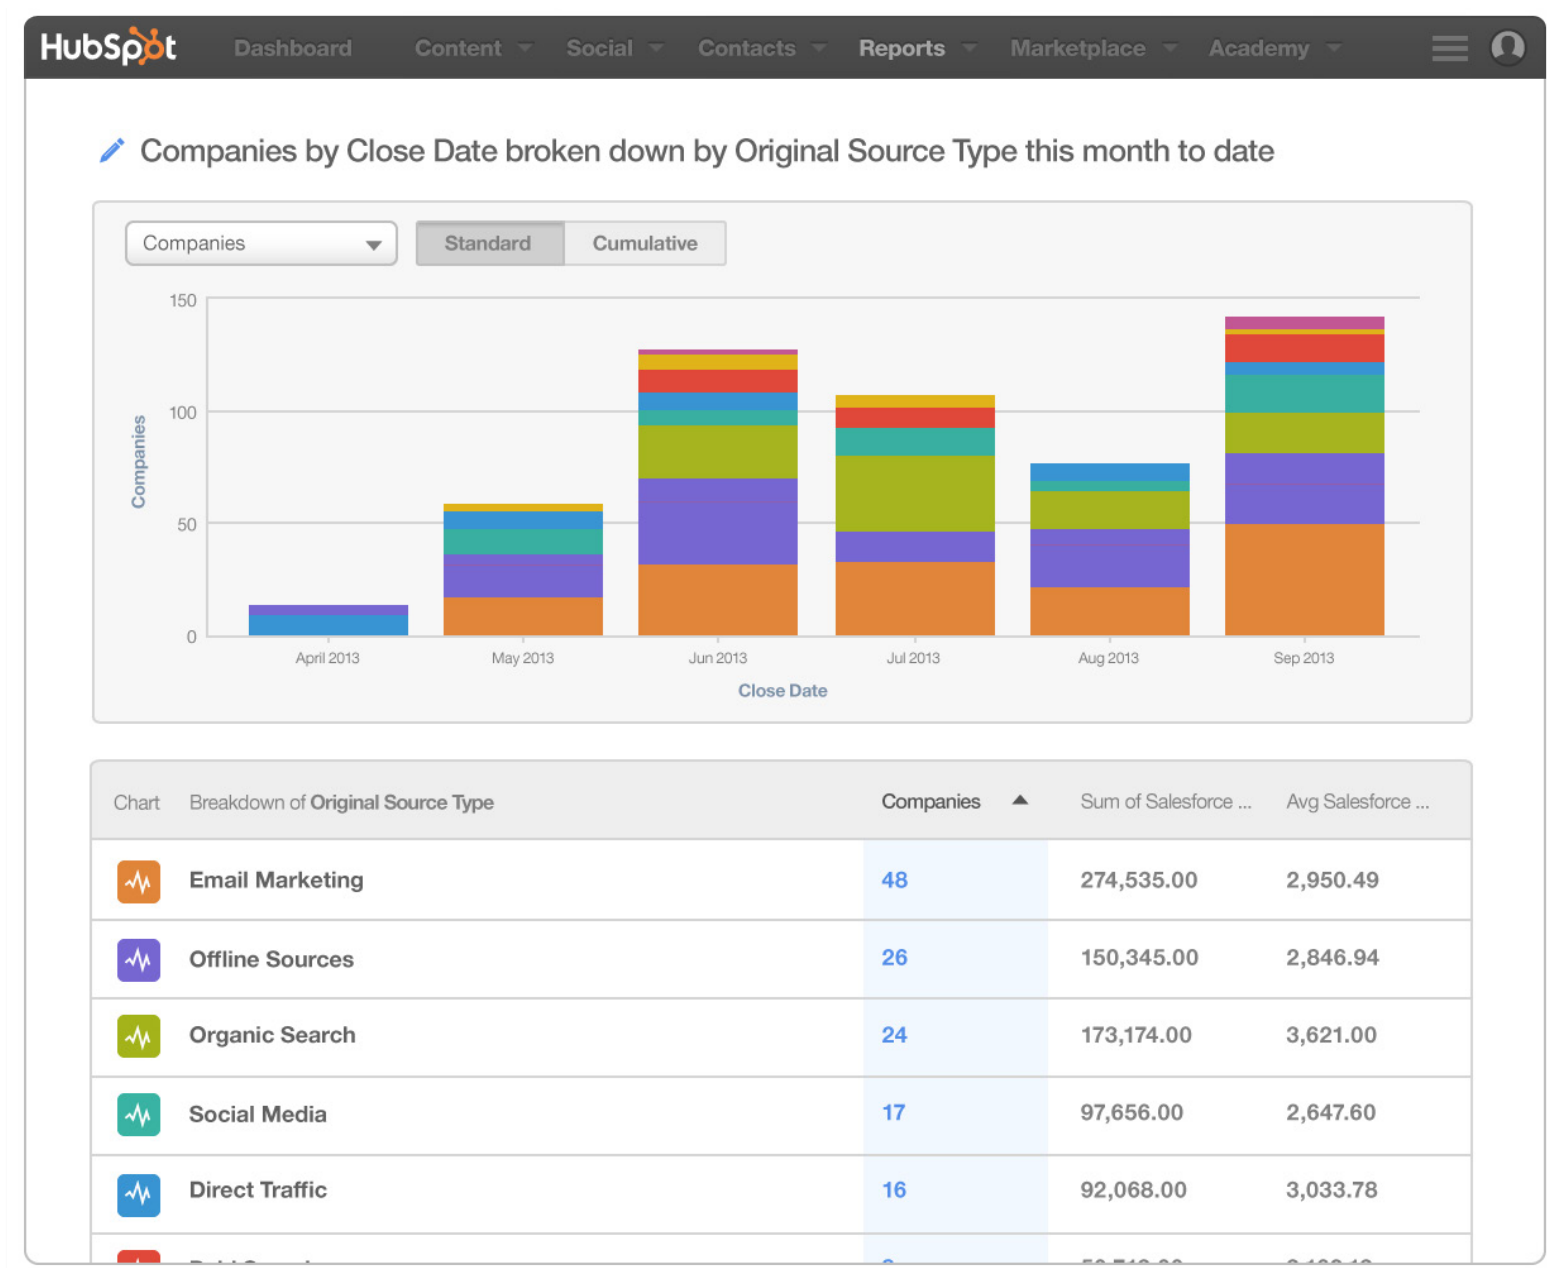 HubSpot Dashboard Content Social Contacts Reports Marketplace Academy
Companies by Close Date broken down by Original Source Type this month to date
Companies Standard Cumulative
150
100
50
0
Companies
April 2013 May 2013 Jun 2013 Jul 2013 Aug 2013 Sep 2013
Close Date
Chart Breakdown of Original Source Type Companies Sum of Salesforce ... Avg Salesforce ...
Email Marketing 48 274,535.00 2,950.49
Offline Sources 26 150,345.00 2,846.94
Organic Search 24 173,174.00 3,621.00
Social Media 17 97,656.00 2,647.60
Direct Traffic 16 92,068.00 3,033.78